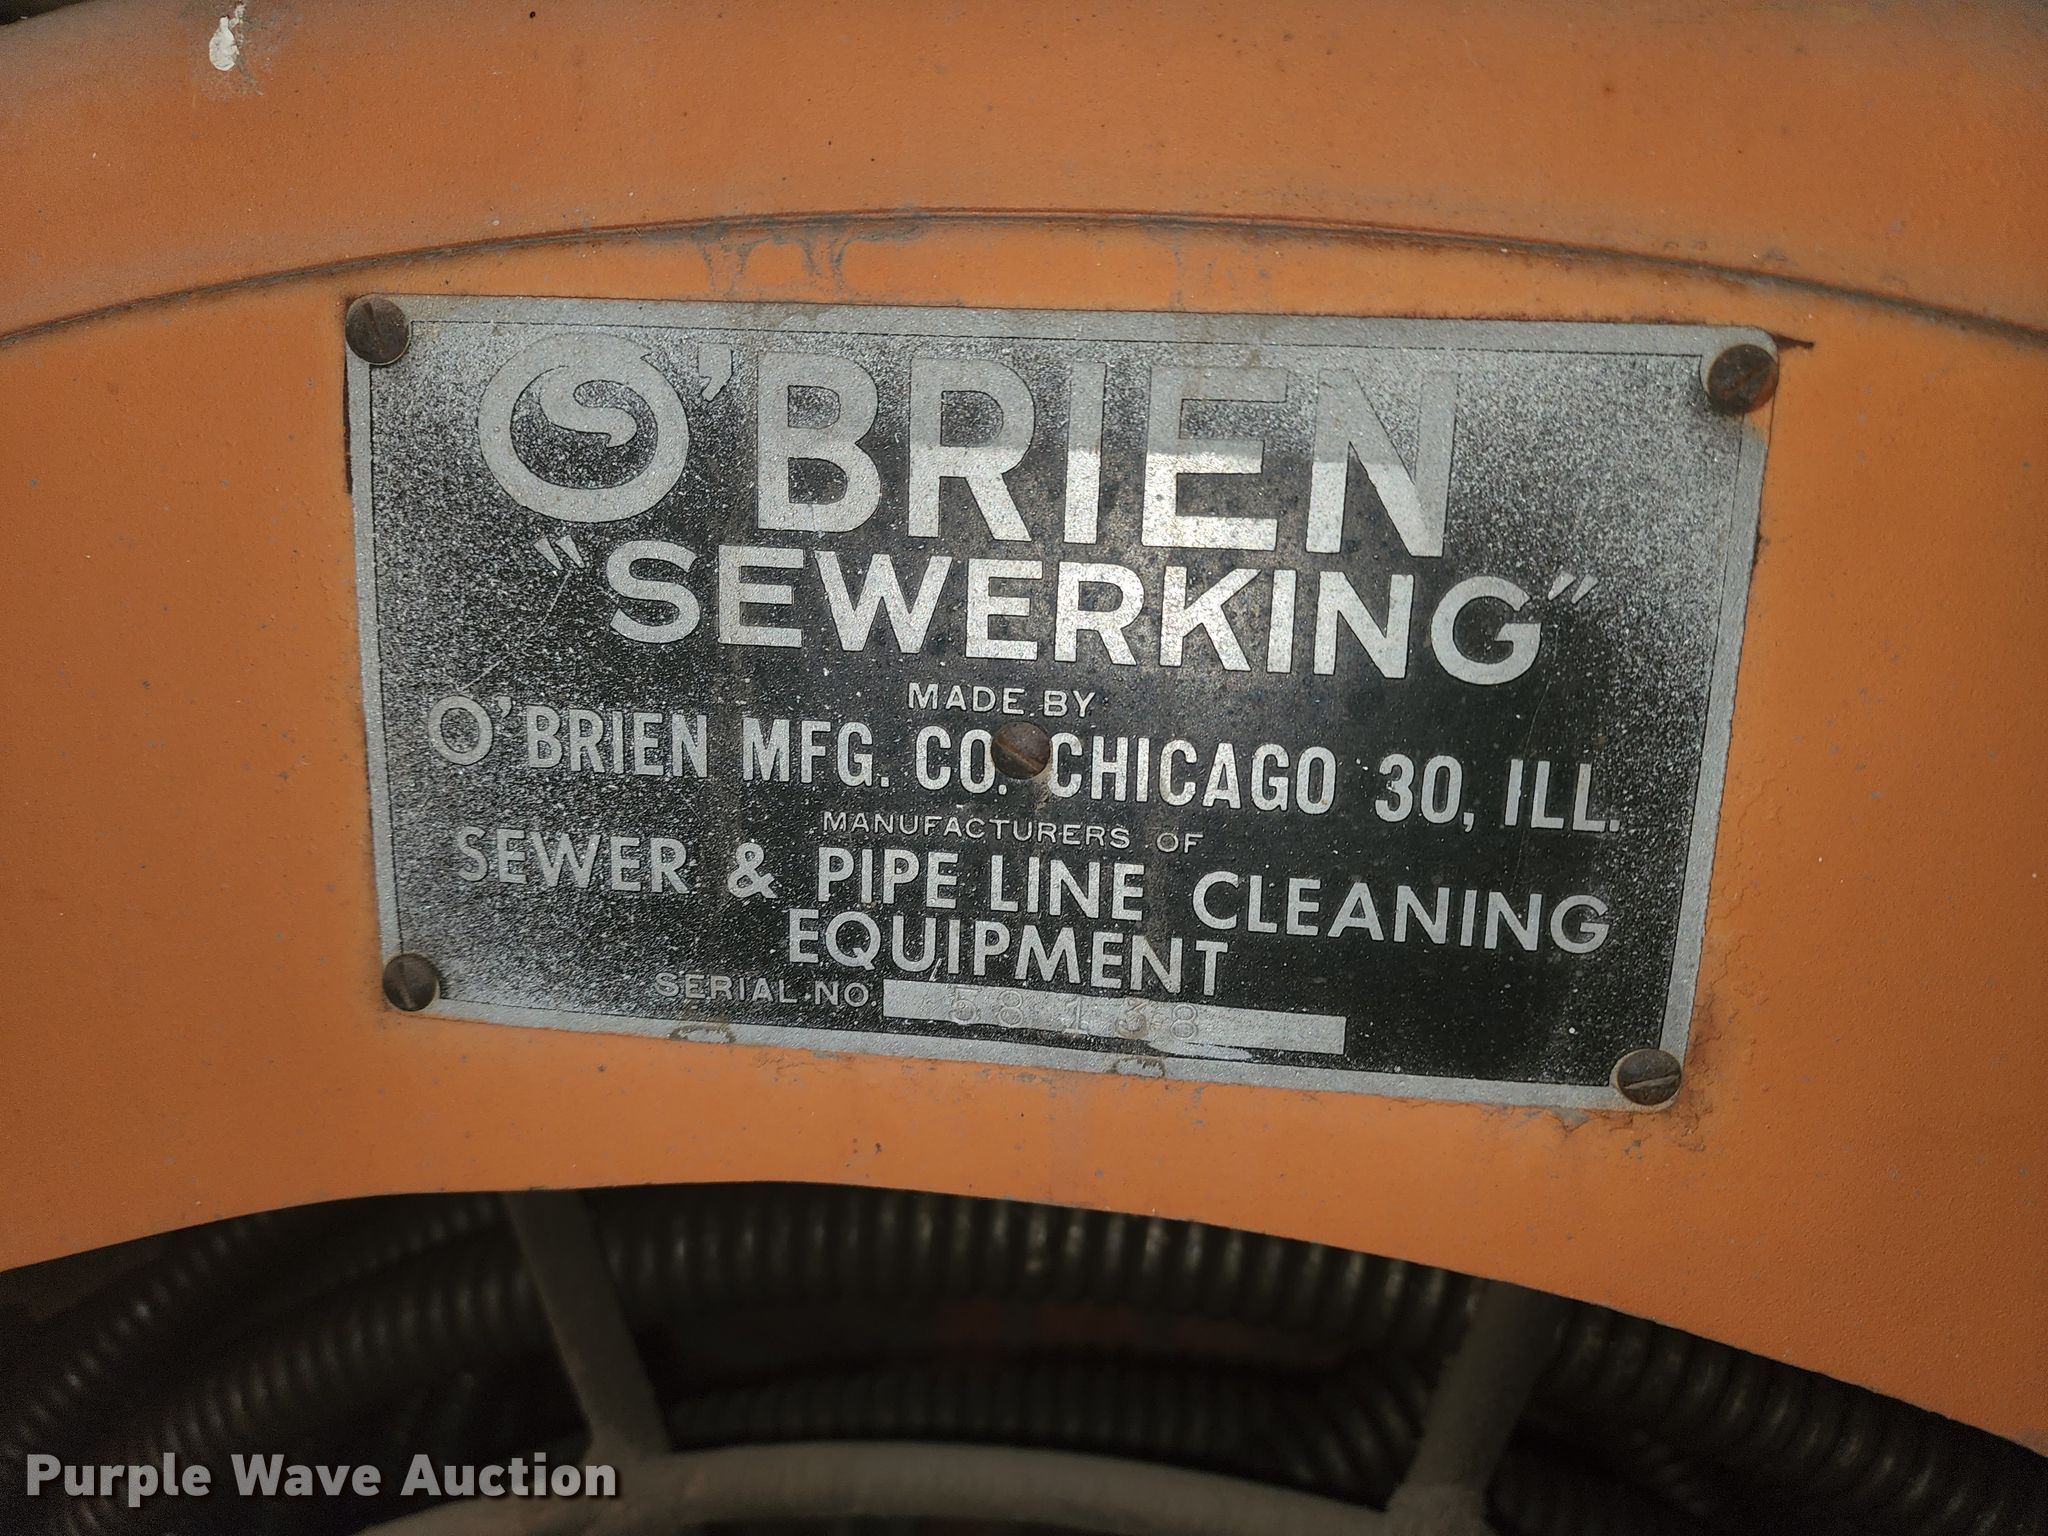 O'BRIEN
"SEWERKING"
MADE BY
O'BRIEN MFG. CO. CHICAGO 30, ILL.
MANUFACTURERS OF
SEWER & PIPE LINE CLEANING
EQUIPMENT
SERIAL NO. 58138
Purple Wave Auction